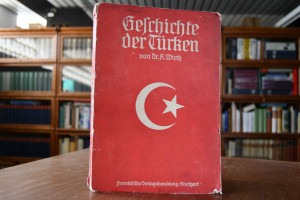 Geschichte
der Türken
von Dr. A. Wirth
Franckh'sche Verlagshandlung Stuttgart